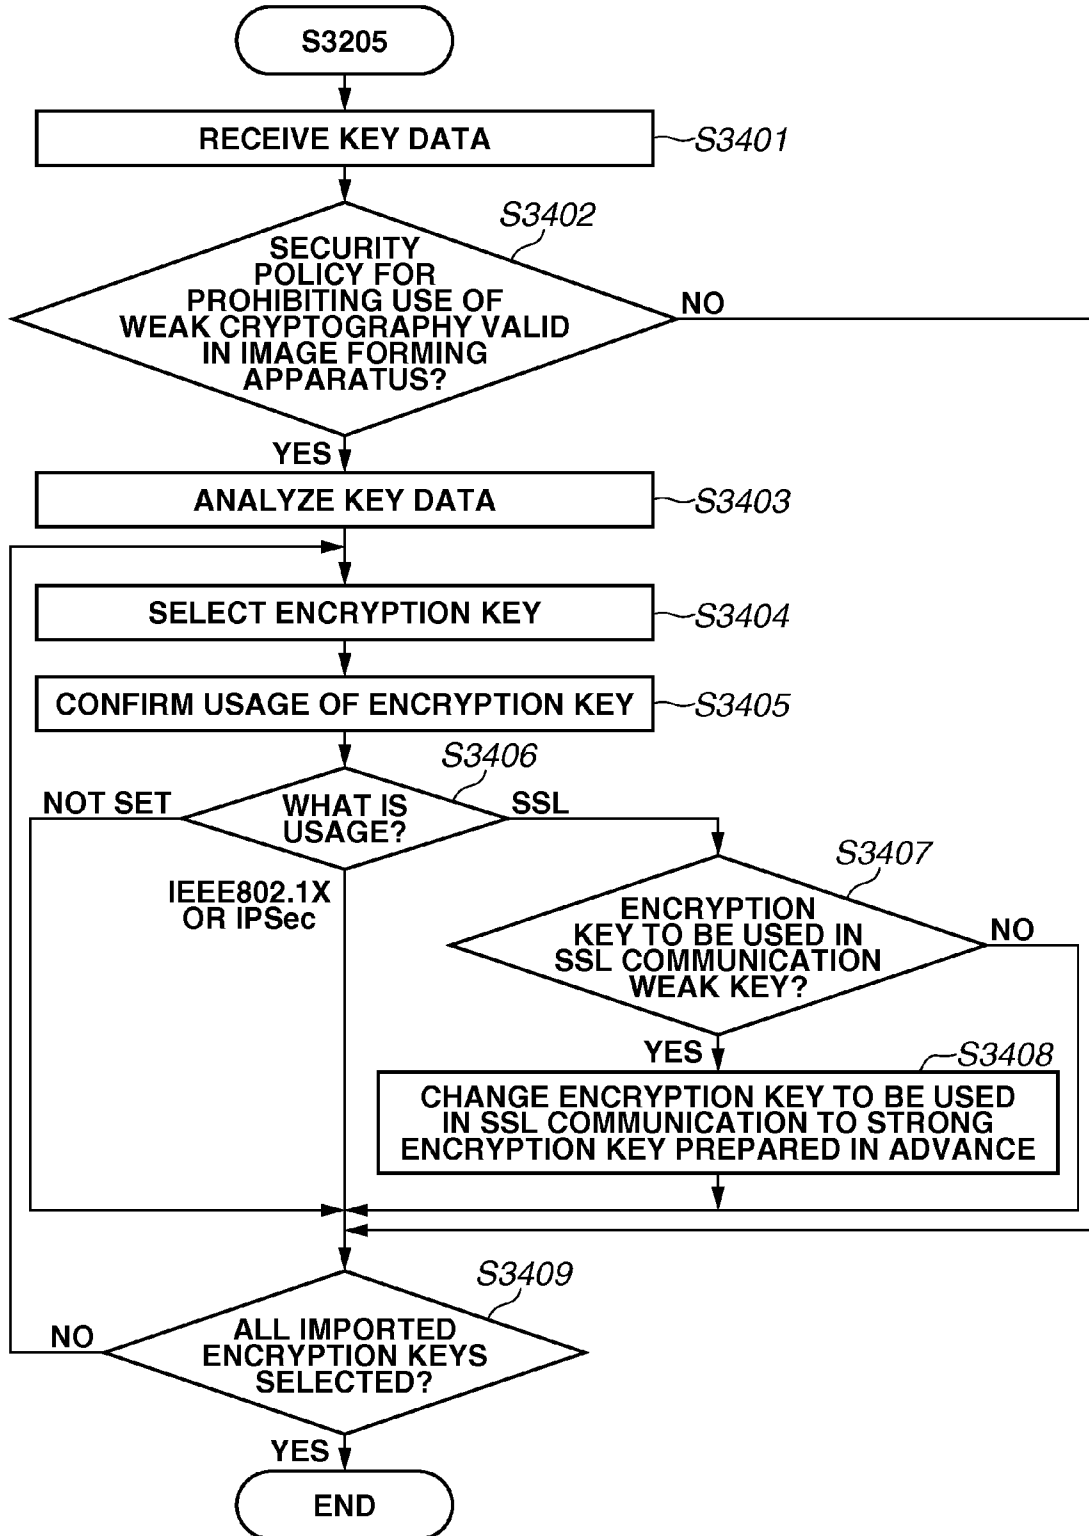 S3205
RECEIVE KEY DATA
S3401
S3402
SECURITY
POLICY FOR
PROHIBITING USE OF
WEAK CRYPTOGRAPHY VALID
IN IMAGE FORMING
APPARATUS?
NO
YES
ANALYZE KEY DATA
S3403
SELECT ENCRYPTION KEY
S3404
CONFIRM USAGE OF ENCRYPTION KEY
S3405
S3406
NOT SET
WHAT IS
USAGE?
SSL
IEEE802.1X
OR IPSec
S3407
ENCRYPTION
KEY TO BE USED IN
SSL COMMUNICATION
WEAK KEY?
NO
YES
S3408
CHANGE ENCRYPTION KEY TO BE USED
IN SSL COMMUNICATION TO STRONG
ENCRYPTION KEY PREPARED IN ADVANCE
S3409
NO
ALL IMPORTED
ENCRYPTION KEYS
SELECTED?
YES
END